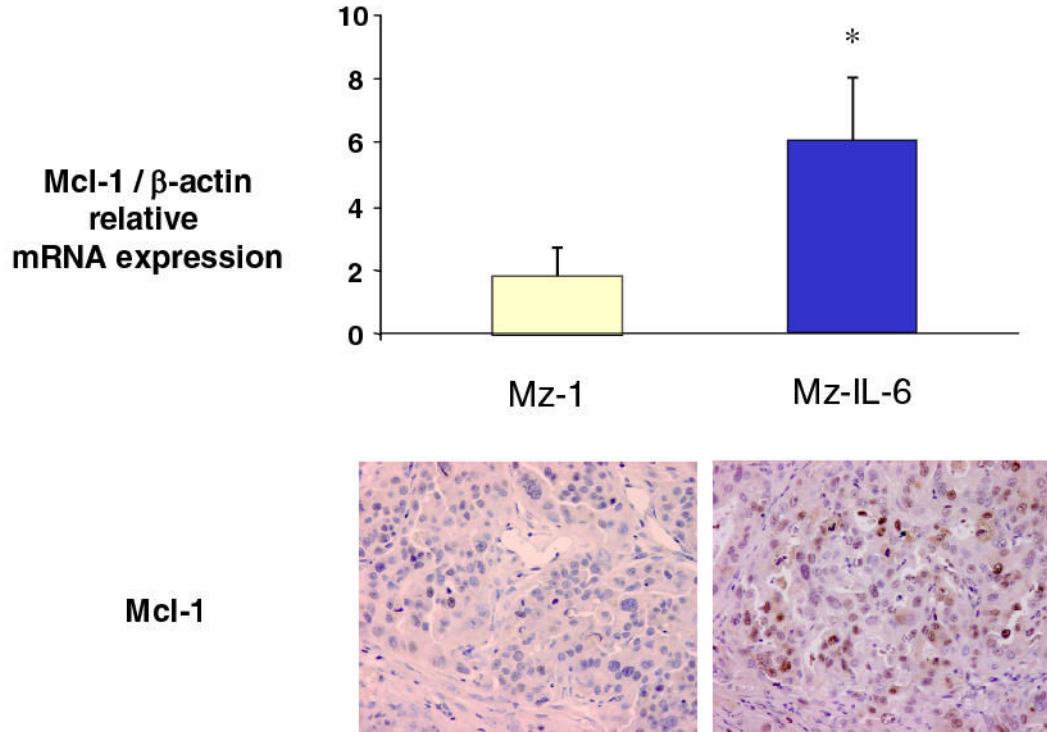 10
*
8
6
4
2
0
Mcl-1 / β-actin
relative
mRNA expression
Mz-1
Mz-IL-6
Mcl-1